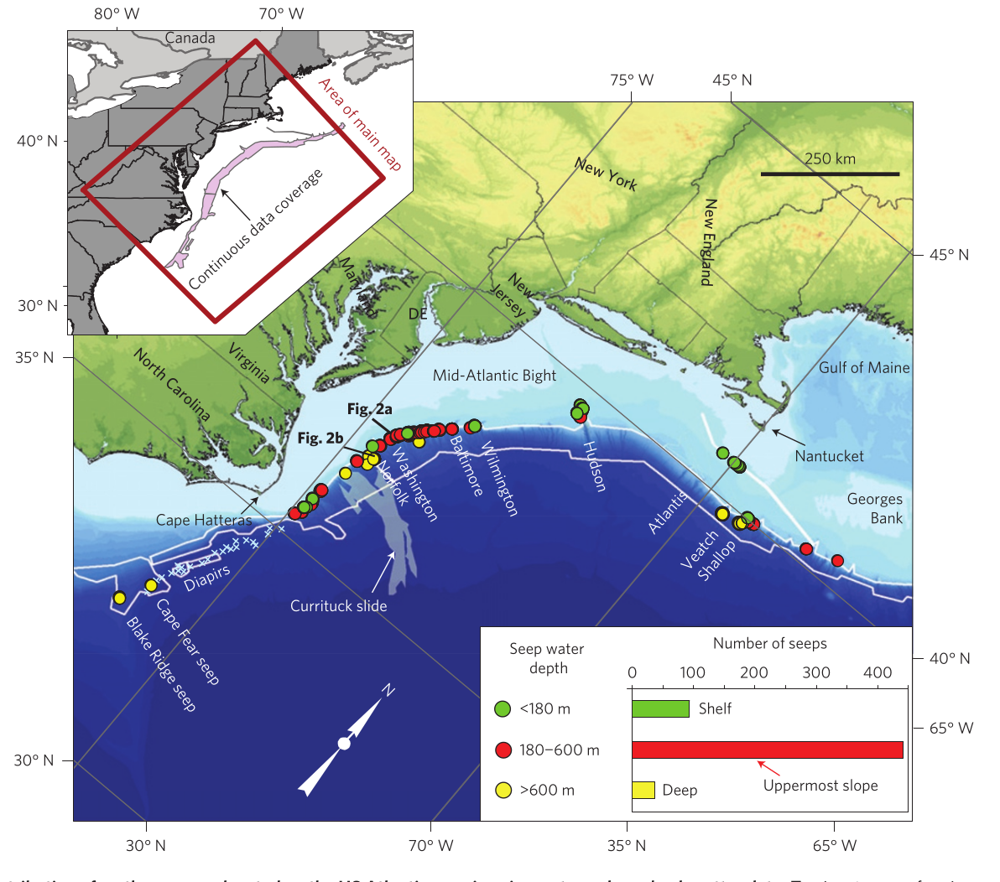 80° W
70° W
Canada
Area of main map
40° N
Continuous data coverage
30° N
75° W
45° N
250 km
New York
New England
45° N
Maryland
DE
New
Jersey
35° N
North Carolina
Virginia
Mid-Atlantic Bight
Gulf of Maine
Fig. 2a
Fig. 2b
Norfolk
Washington
Baltimore
Wilmington
Hudson
Nantucket
Georges
Bank
Atlantis
Veatch
Shallop
Cape Hatteras
Diapirs
Currituck slide
Cape Fear seep
Blake Ridge seep
N
Seep water
depth
<180 m
180–600 m
>600 m
Number of seeps
0 100 200 300 400
Shelf
Uppermost slope
Deep
40° N
65° W
30° N
30° N
70° W
35° N
65° W